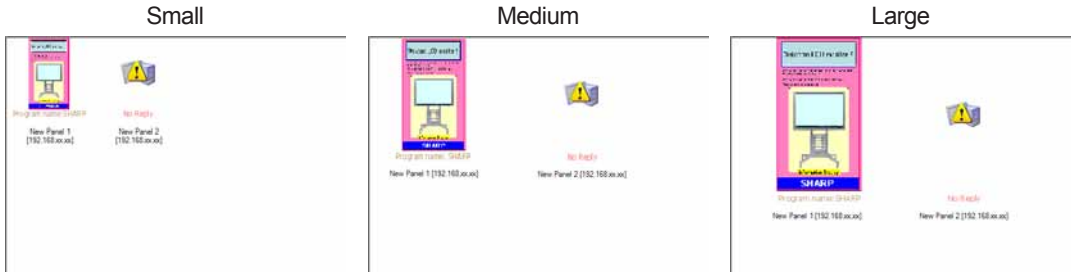 Small
Medium
Large
Program name:SHARP
No Reply
New Panel 1
[192.168.xx.xx]
New Panel 2
[192.168.xx.xx]
SHARP
Program name: SHARP
No Reply
New Panel 1 [192.168.xx.xx]
New Panel 2 [192.168.xx.xx]
SHARP
Program name:SHARP
No Reply
New Panel 1 [192.168.xx.xx]
New Panel 2 [192.168.xx.xx]